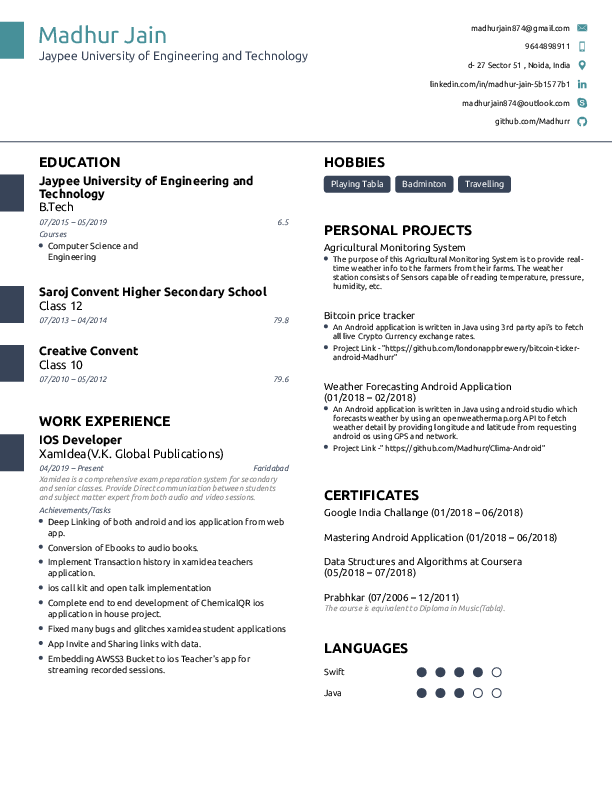 Madhur Jain
Jaypee University of Engineering and Technology
madhurjain874@gmail.com
9644898911
d- 27 Sector 51 , Noida, India
linkedin.com/in/madhur-jain-5b1577b1
madhurjain874@outlook.com
github.com/Madhurr
EDUCATION
Jaypee University of Engineering and
Technology
B.Tech
07/2015 – 05/2019 6.5
Courses
Computer Science and
Engineering
Saroj Convent Higher Secondary School
Class 12
07/2013 – 04/2014 79.8
Creative Convent
Class 10
07/2010 – 05/2012 79.6
WORK EXPERIENCE
IOS Developer
XamIdea(V.K. Global Publications)
04/2019 – Present Faridabad
Xamidea is a comprehensive exam preparation system for secondary
and senior classes. Provide Direct communication between students
and subject matter expert from both audio and video sessions.
Achievements/Tasks
Deep Linking of both android and ios application from web
app.
Conversion of Ebooks to audio books.
Implement Transaction history in xamidea teachers
application.
ios call kit and open talk implementation
Complete end to end development of ChemicalQR ios
application in house project.
Fixed many bugs and glitches xamidea student applications
App Invite and Sharing links with data.
Embedding AWSS3 Bucket to ios Teacher's app for
streaming recorded sessions.
HOBBIES
Playing Tabla Badminton Travelling
PERSONAL PROJECTS
Agricultural Monitoring System
The purpose of this Agricultural Monitoring System is to provide real-
time weather info to the farmers from their farms. The weather
station consists of Sensors capable of reading temperature, pressure,
humidity, etc.
Bitcoin price tracker
An Android application is written in Java using 3rd party api's to fetch
all live Crypto Currency exchange rates.
Project Link - "https://github.com/londonappbrewery/bitcoin-ticker-
android-Madhurr"
Weather Forecasting Android Application
(01/2018 – 02/2018)
An Android application is written in Java using android studio which
forecasts weather by using an openweathermap.org API to fetch
weather detail by providing longitude and latitude from requesting
android os using GPS and network.
Project Link -" https://github.com/Madhurr/Clima-Android"
CERTIFICATES
Google India Challange (01/2018 – 06/2018)
Mastering Android Application (01/2018 – 06/2018)
Data Structures and Algorithms at Coursera
(05/2018 – 07/2018)
Prabhkar (07/2006 – 12/2011)
The course is equivalent to Diploma in Music(Tabla).
LANGUAGES
Swift
Java